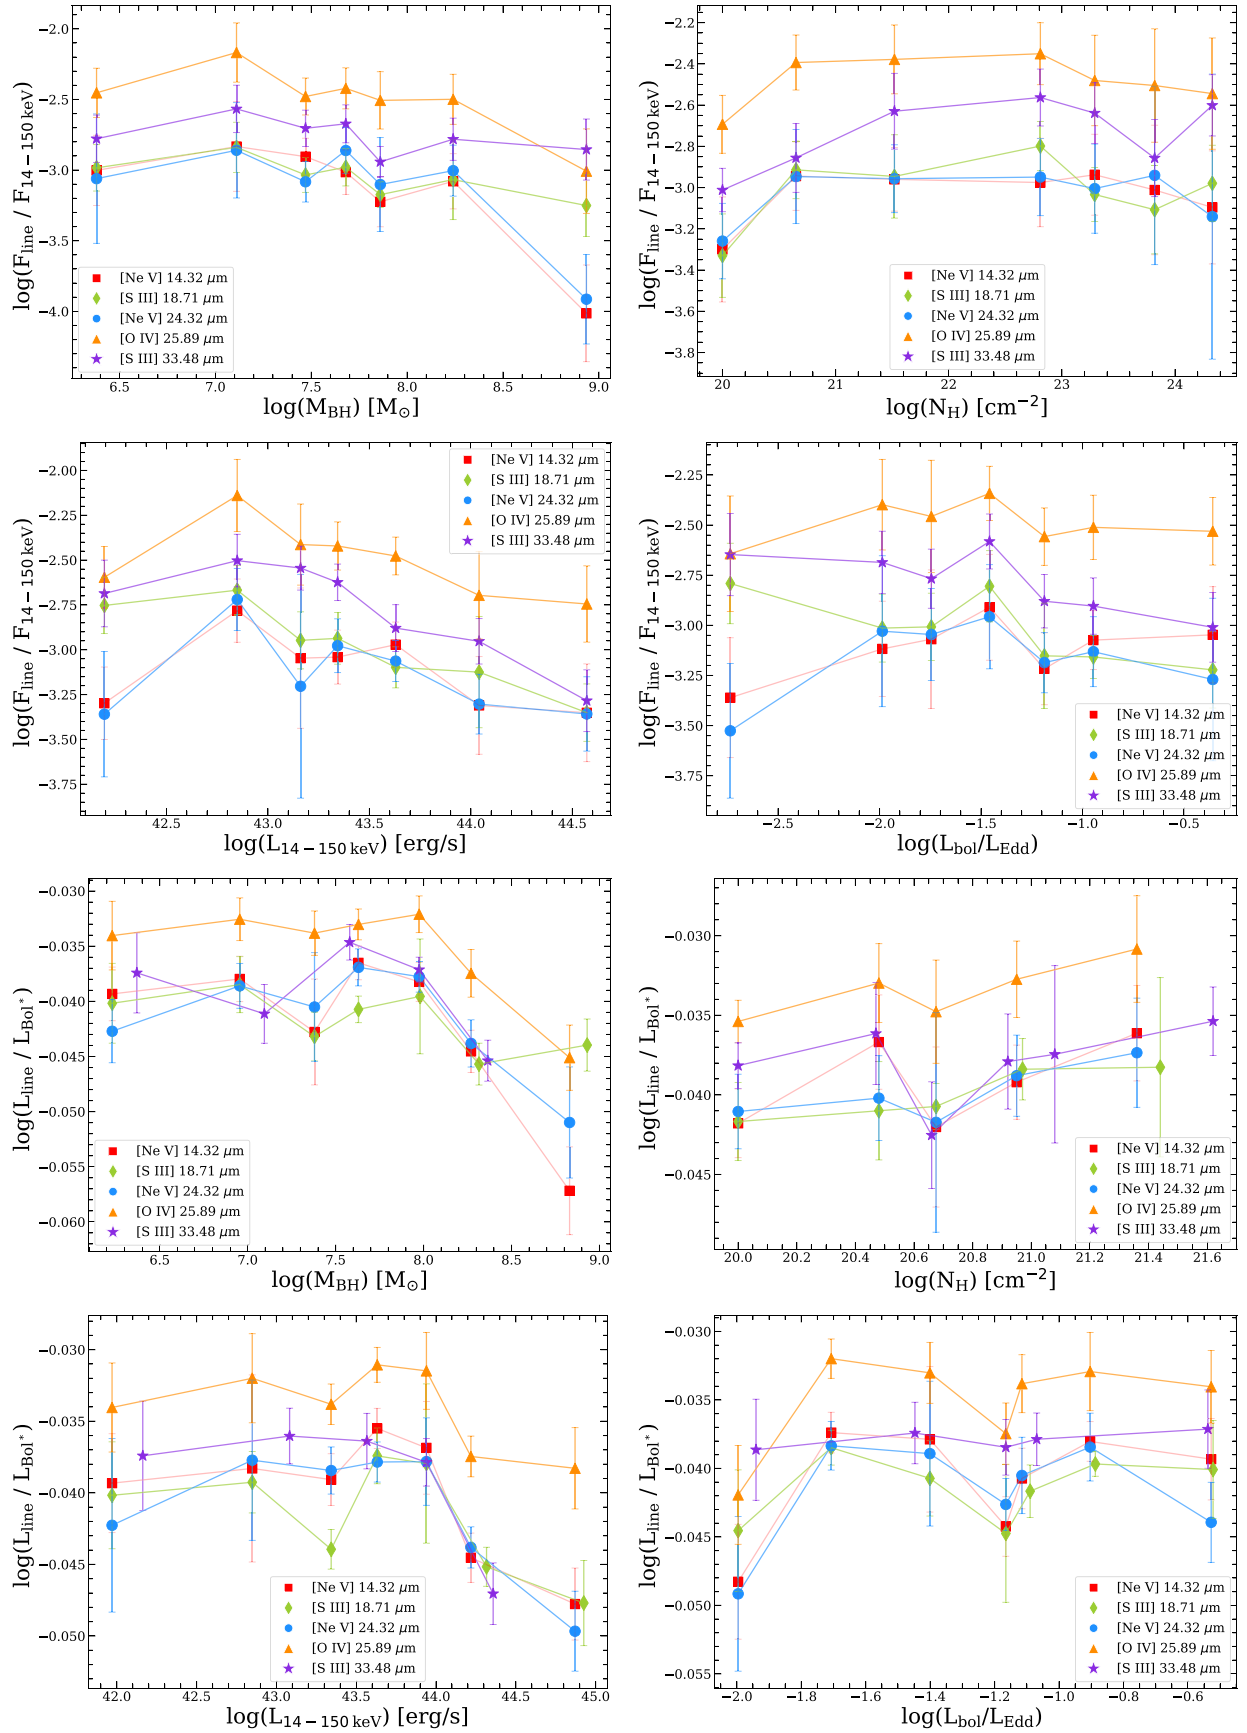 log(F_line / F_14−150 keV)
−2.0
−2.5
−3.0
−3.5
−4.0
[Ne V] 14.32 μm
[S III] 18.71 μm
[Ne V] 24.32 μm
[O IV] 25.89 μm
[S III] 33.48 μm
6.5 7.0 7.5 8.0 8.5 9.0
log(M_BH) [M_⊙]
log(F_line / F_14−150 keV)
−2.2
−2.4
−2.6
−2.8
−3.0
−3.2
−3.4
−3.6
−3.8
[Ne V] 14.32 μm
[S III] 18.71 μm
[Ne V] 24.32 μm
[O IV] 25.89 μm
[S III] 33.48 μm
20 21 22 23 24
log(N_H) [cm^−2]
log(F_line / F_14−150 keV)
−2.00
−2.25
−2.50
−2.75
−3.00
−3.25
−3.50
−3.75
[Ne V] 14.32 μm
[S III] 18.71 μm
[Ne V] 24.32 μm
[O IV] 25.89 μm
[S III] 33.48 μm
42.5 43.0 43.5 44.0 44.5
log(L_14−150 keV) [erg/s]
log(F_line / F_14−150 keV)
−2.25
−2.50
−2.75
−3.00
−3.25
−3.50
−3.75
[Ne V] 14.32 μm
[S III] 18.71 μm
[Ne V] 24.32 μm
[O IV] 25.89 μm
[S III] 33.48 μm
−2.5 −2.0 −1.5 −1.0 −0.5
log(L_bol/L_Edd)
log(L_line / L_Bol*)
−0.030
−0.035
−0.040
−0.045
−0.050
−0.055
−0.060
[Ne V] 14.32 μm
[S III] 18.71 μm
[Ne V] 24.32 μm
[O IV] 25.89 μm
[S III] 33.48 μm
6.5 7.0 7.5 8.0 8.5 9.0
log(M_BH) [M_⊙]
log(L_line / L_Bol*)
−0.030
−0.035
−0.040
−0.045
[Ne V] 14.32 μm
[S III] 18.71 μm
[Ne V] 24.32 μm
[O IV] 25.89 μm
[S III] 33.48 μm
20.0 20.2 20.4 20.6 20.8 21.0 21.2 21.4 21.6
log(N_H) [cm^−2]
log(L_line / L_Bol*)
−0.030
−0.035
−0.040
−0.045
−0.050
[Ne V] 14.32 μm
[S III] 18.71 μm
[Ne V] 24.32 μm
[O IV] 25.89 μm
[S III] 33.48 μm
42.0 42.5 43.0 43.5 44.0 44.5 45.0
log(L_14−150 keV) [erg/s]
log(L_line / L_Bol*)
−0.030
−0.035
−0.040
−0.045
−0.050
−0.055
[Ne V] 14.32 μm
[S III] 18.71 μm
[Ne V] 24.32 μm
[O IV] 25.89 μm
[S III] 33.48 μm
−2.0 −1.8 −1.6 −1.4 −1.2 −1.0 −0.8 −0.6
log(L_bol/L_Edd)